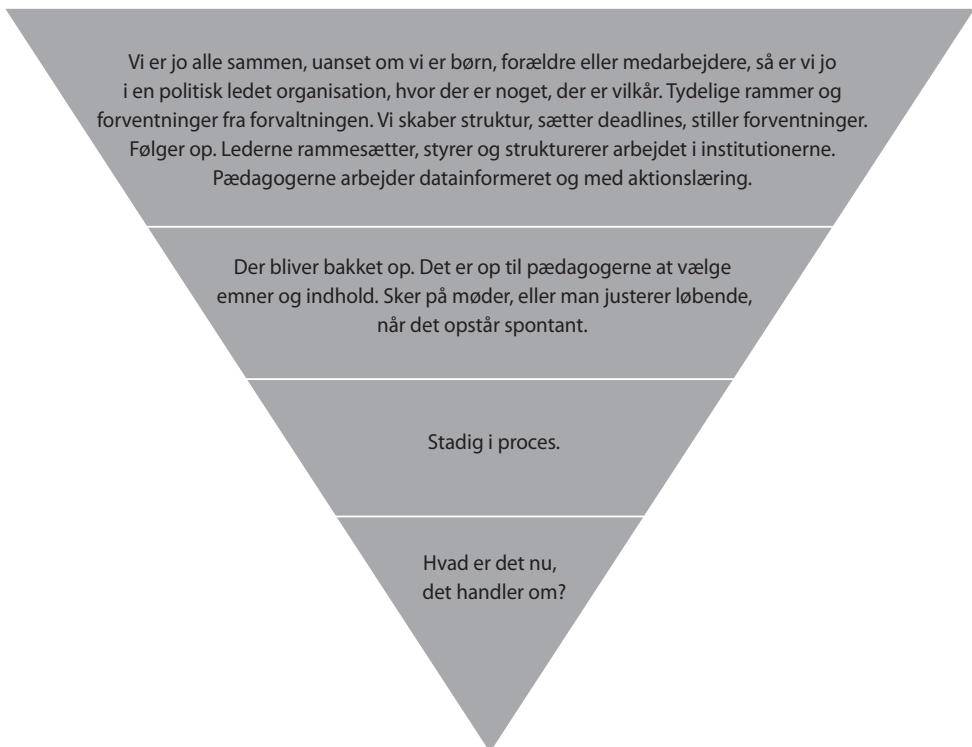 Vi er jo alle sammen, uanset om vi er børn, forældre eller medarbejdere, så er vi jo
i en politisk ledet organisation, hvor der er noget, der er vilkår. Tydelige rammer og
forventninger fra forvaltningen. Vi skaber struktur, sætter deadlines, stiller forventninger.
Følger op. Lederne rammesætter, styrer og strukturerer arbejdet i institutionerne.
Pædagogerne arbejder datainformeret og med aktionslæring.
Der bliver bakket op. Det er op til pædagogerne at vælge
emner og indhold. Sker på møder, eller man justerer løbende,
når det opstår spontant.
Stadig i proces.
Hvad er det nu,
det handler om?